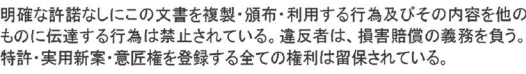 明確な許諾なしにこの文書を複製・頒布・利用する行為及びその内容を他の
ものに伝達する行為は禁止されている。違反者は、損害賠償の義務を負う。
特許・実用新案・意匠権を登録する全ての権利は留保されている。